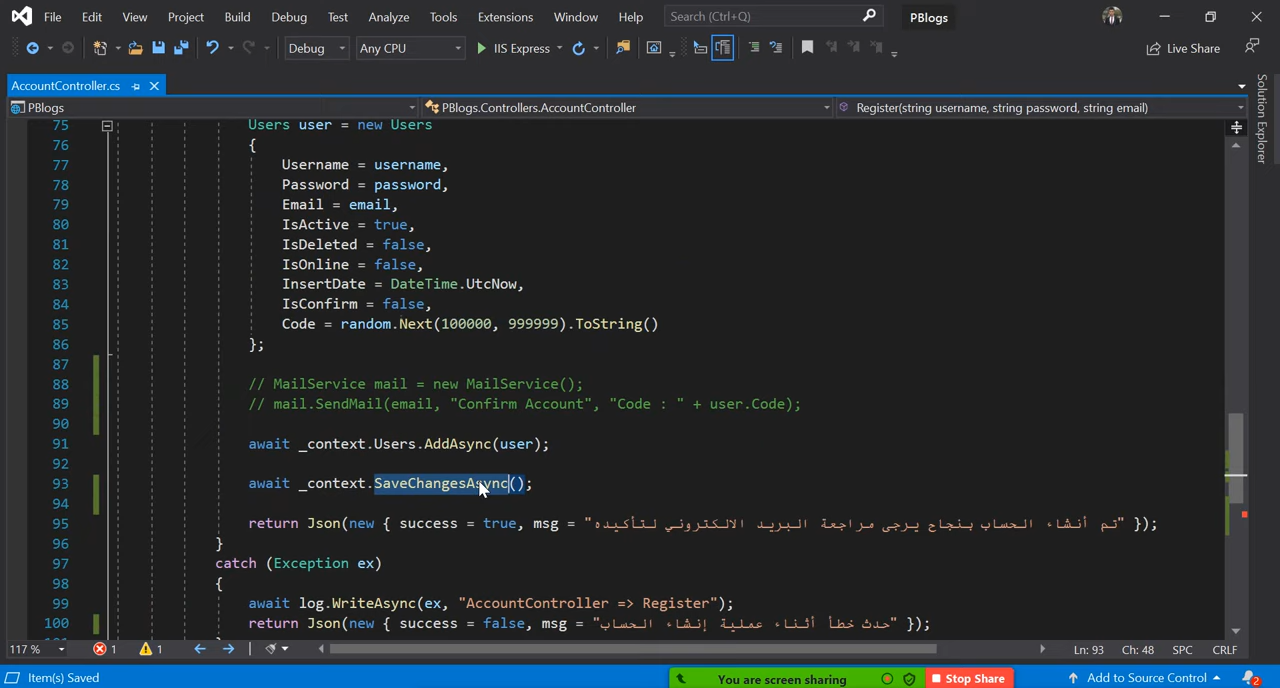 File Edit View Project Build Debug Test Analyze Tools Extensions Window Help Search (Ctrl+Q) PBlogs
Debug Any CPU IIS Express Live Share
AccountController.cs
PBlogs PBlogs.Controllers.AccountController Register(string username, string password, string email)
Solution Explorer
75 Users user = new Users
76 {
77 Username = username,
78 Password = password,
79 Email = email,
80 IsActive = true,
81 IsDeleted = false,
82 IsOnline = false,
83 InsertDate = DateTime.UtcNow,
84 IsConfirm = false,
85 Code = random.Next(100000, 999999).ToString()
86 };
87
88 // MailService mail = new MailService();
89 // mail.SendMail(email, "Confirm Account", "Code : " + user.Code);
90
91 await _context.Users.AddAsync(user);
92
93 await _context.SaveChangesAsync();
94
95 return Json(new { success = true, msg = "تم أنشاء الحساب بنجاح يرجى مراجعة البريد الالكتروني لتأكيده" });
96 }
97 catch (Exception ex)
98 {
99 await log.WriteAsync(ex, "AccountController => Register");
100 return Json(new { success = false, msg = "حدث خطأ أثناء عملية إنشاء الحساب" });
117 % 1 1 Ln: 93 Ch: 48 SPC CRLF
Item(s) Saved You are screen sharing Stop Share Add to Source Control 2